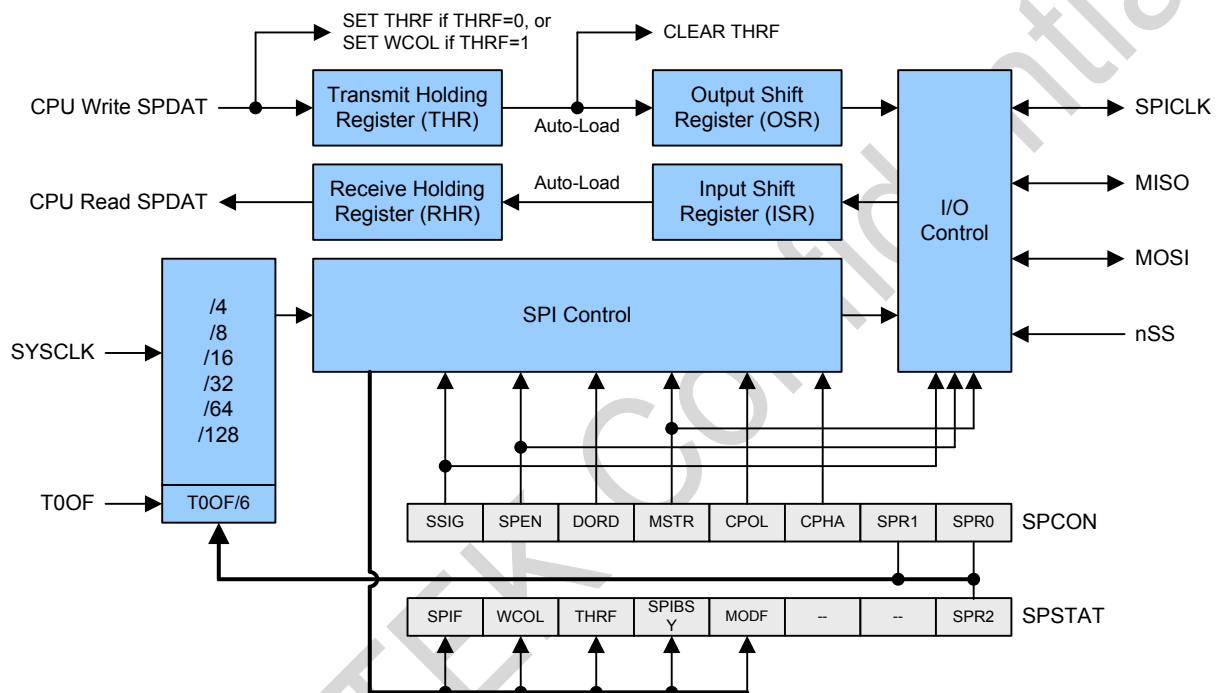 SET THRF if THRF=0, or
SET WCOL if THRF=1
CLEAR THRF
CPU Write SPDAT
Transmit Holding
Register (THR)
Auto-Load
Output Shift
Register (OSR)
SPICLK
CPU Read SPDAT
Receive Holding
Register (RHR)
Auto-Load
Input Shift
Register (ISR)
I/O
Control
MISO
MOSI
nSS
SYSCLK
/4
/8
/16
/32
/64
/128
SPI Control
T0OF
T0OF/6
SSIG SPEN DORD MSTR CPOL CPHA SPR1 SPR0 SPCON
SPIF WCOL THRF SPIBS
Y MODF -- -- SPR2 SPSTAT
TEK Confidential